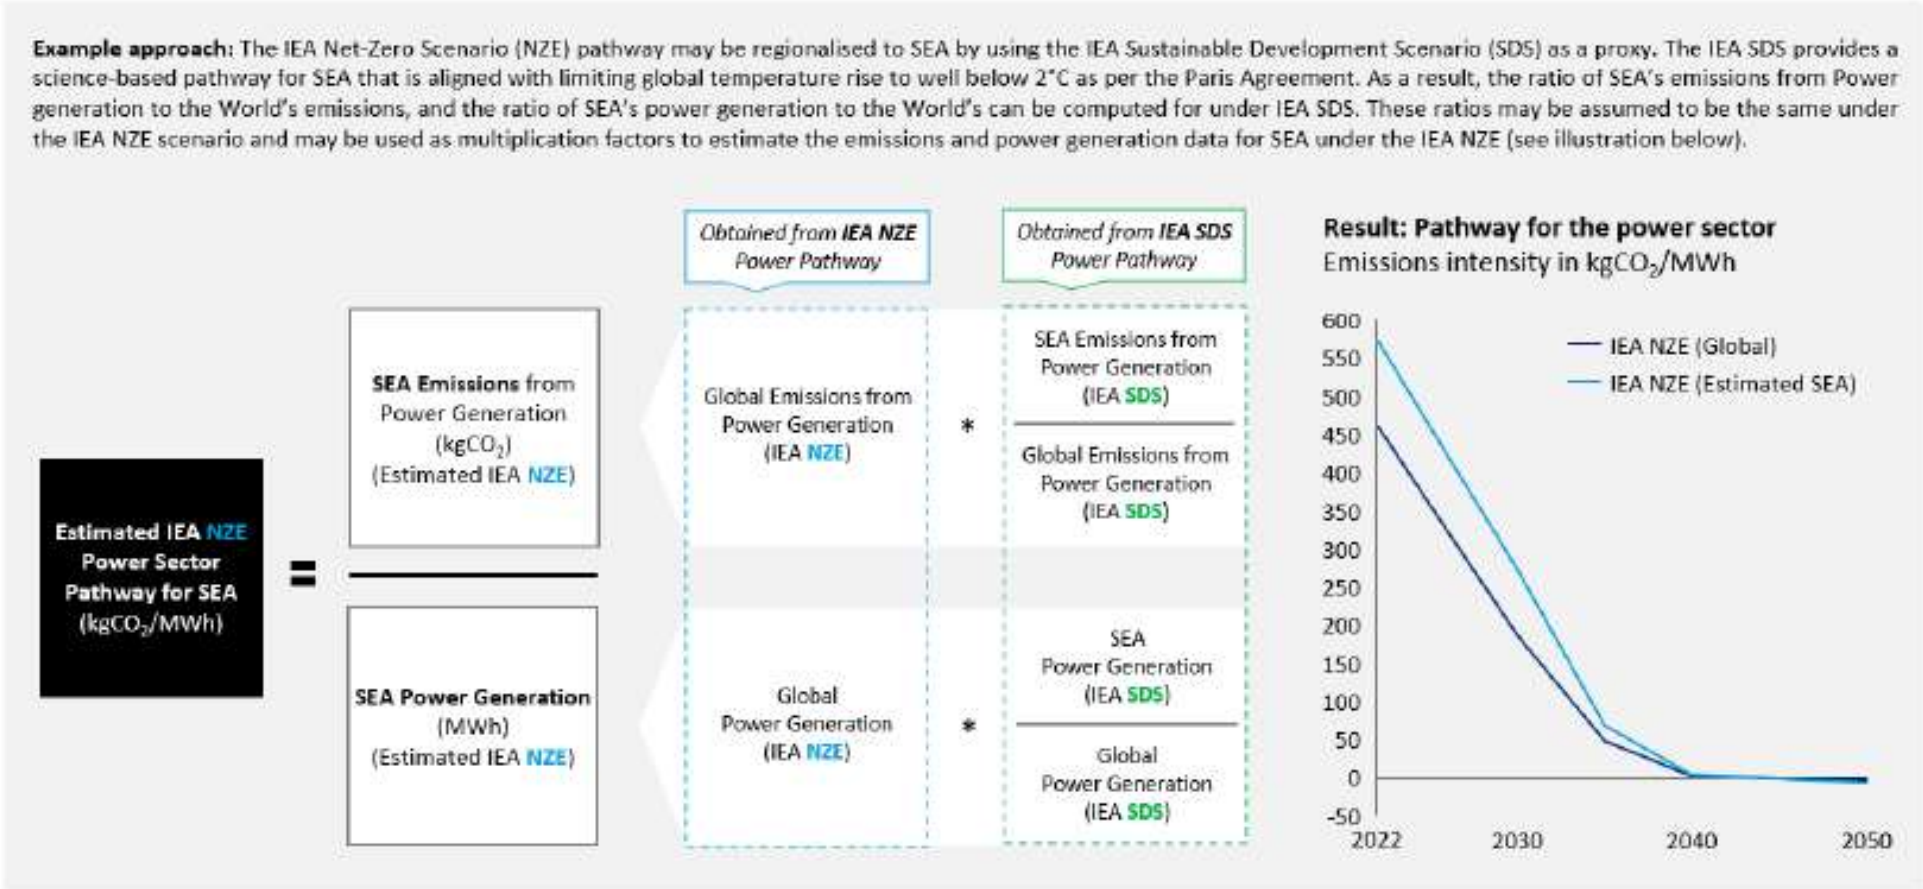 Example approach: The IEA Net-Zero Scenario (NZE) pathway may be regionalised to SEA by using the IEA Sustainable Development Scenario (SDS) as a proxy. The IEA SDS provides a
science-based pathway for SEA that is aligned with limiting global temperature rise to well below 2°C as per the Paris Agreement. As a result, the ratio of SEA's emissions from Power
generation to the World's emissions, and the ratio of SEA's power generation to the World's can be computed for under IEA SDS. These ratios may be assumed to be the same under
the IEA NZE scenario and may be used as multiplication factors to estimate the emissions and power generation data for SEA under the IEA NZE (see illustration below).
Estimated IEA NZE
Power Sector
Pathway for SEA
(kgCO₂/MWh)
=
SEA Emissions from
Power Generation
(kgCO₂)
(Estimated IEA NZE)
SEA Power Generation
(MWh)
(Estimated IEA NZE)
Obtained from IEA NZE
Power Pathway
Global Emissions from
Power Generation
(IEA NZE)
*
Global
Power Generation
(IEA NZE)
*
Obtained from IEA SDS
Power Pathway
SEA Emissions from
Power Generation
(IEA SDS)
Global Emissions from
Power Generation
(IEA SDS)
SEA
Power Generation
(IEA SDS)
Global
Power Generation
(IEA SDS)
Result: Pathway for the power sector
Emissions intensity in kgCO₂/MWh
600
550
500
450
400
350
300
250
200
150
100
50
0
-50
IEA NZE (Global)
IEA NZE (Estimated SEA)
2022
2030
2040
2050